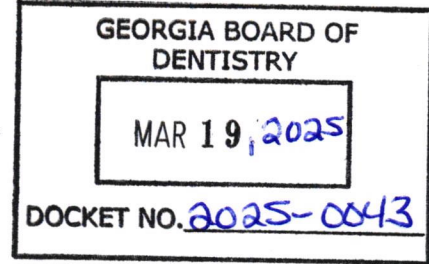 GEORGIA BOARD OF
DENTISTRY
MAR 19, 2025
DOCKET NO. 2025-0043